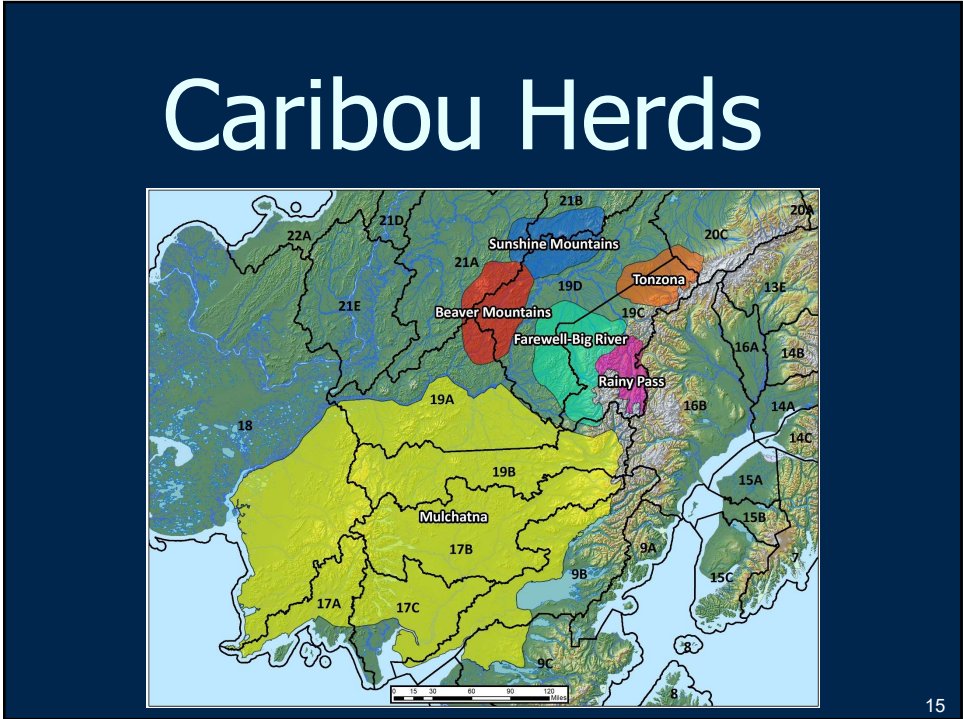 Caribou Herds
21B
20A
21D
22A
20C
Sunshine Mountains
21A
Tonzona
19D
13E
21E
Beaver Mountains
19C
Farewell-Big River
16A
14B
Rainy Pass
19A
16B
14A
18
14C
19B
15A
Mulchatna
15B
17B
9A
7
9B
15C
17A
17C
8
9C
8
0 15 30 60 90 120
Miles
15